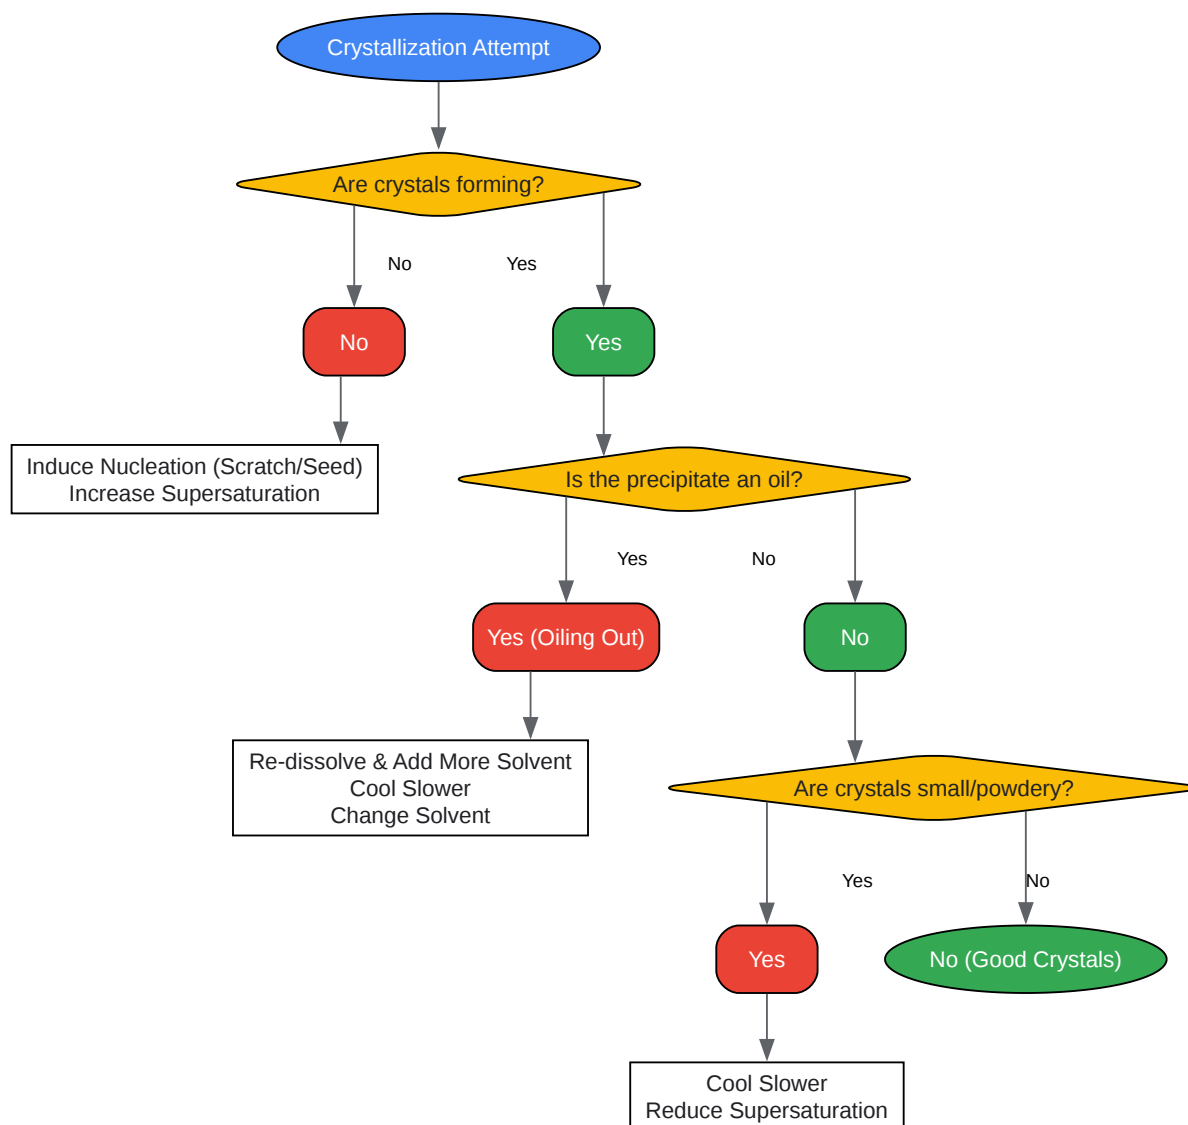 Crystallization Attempt
Are crystals forming?
No
Yes
No
Yes
Induce Nucleation (Scratch/Seed)
Increase Supersaturation
Is the precipitate an oil?
Yes
No
Yes (Oiling Out)
No
Re-dissolve & Add More Solvent
Cool Slower
Change Solvent
Are crystals small/powdery?
Yes
No
Yes
No (Good Crystals)
Cool Slower
Reduce Supersaturation